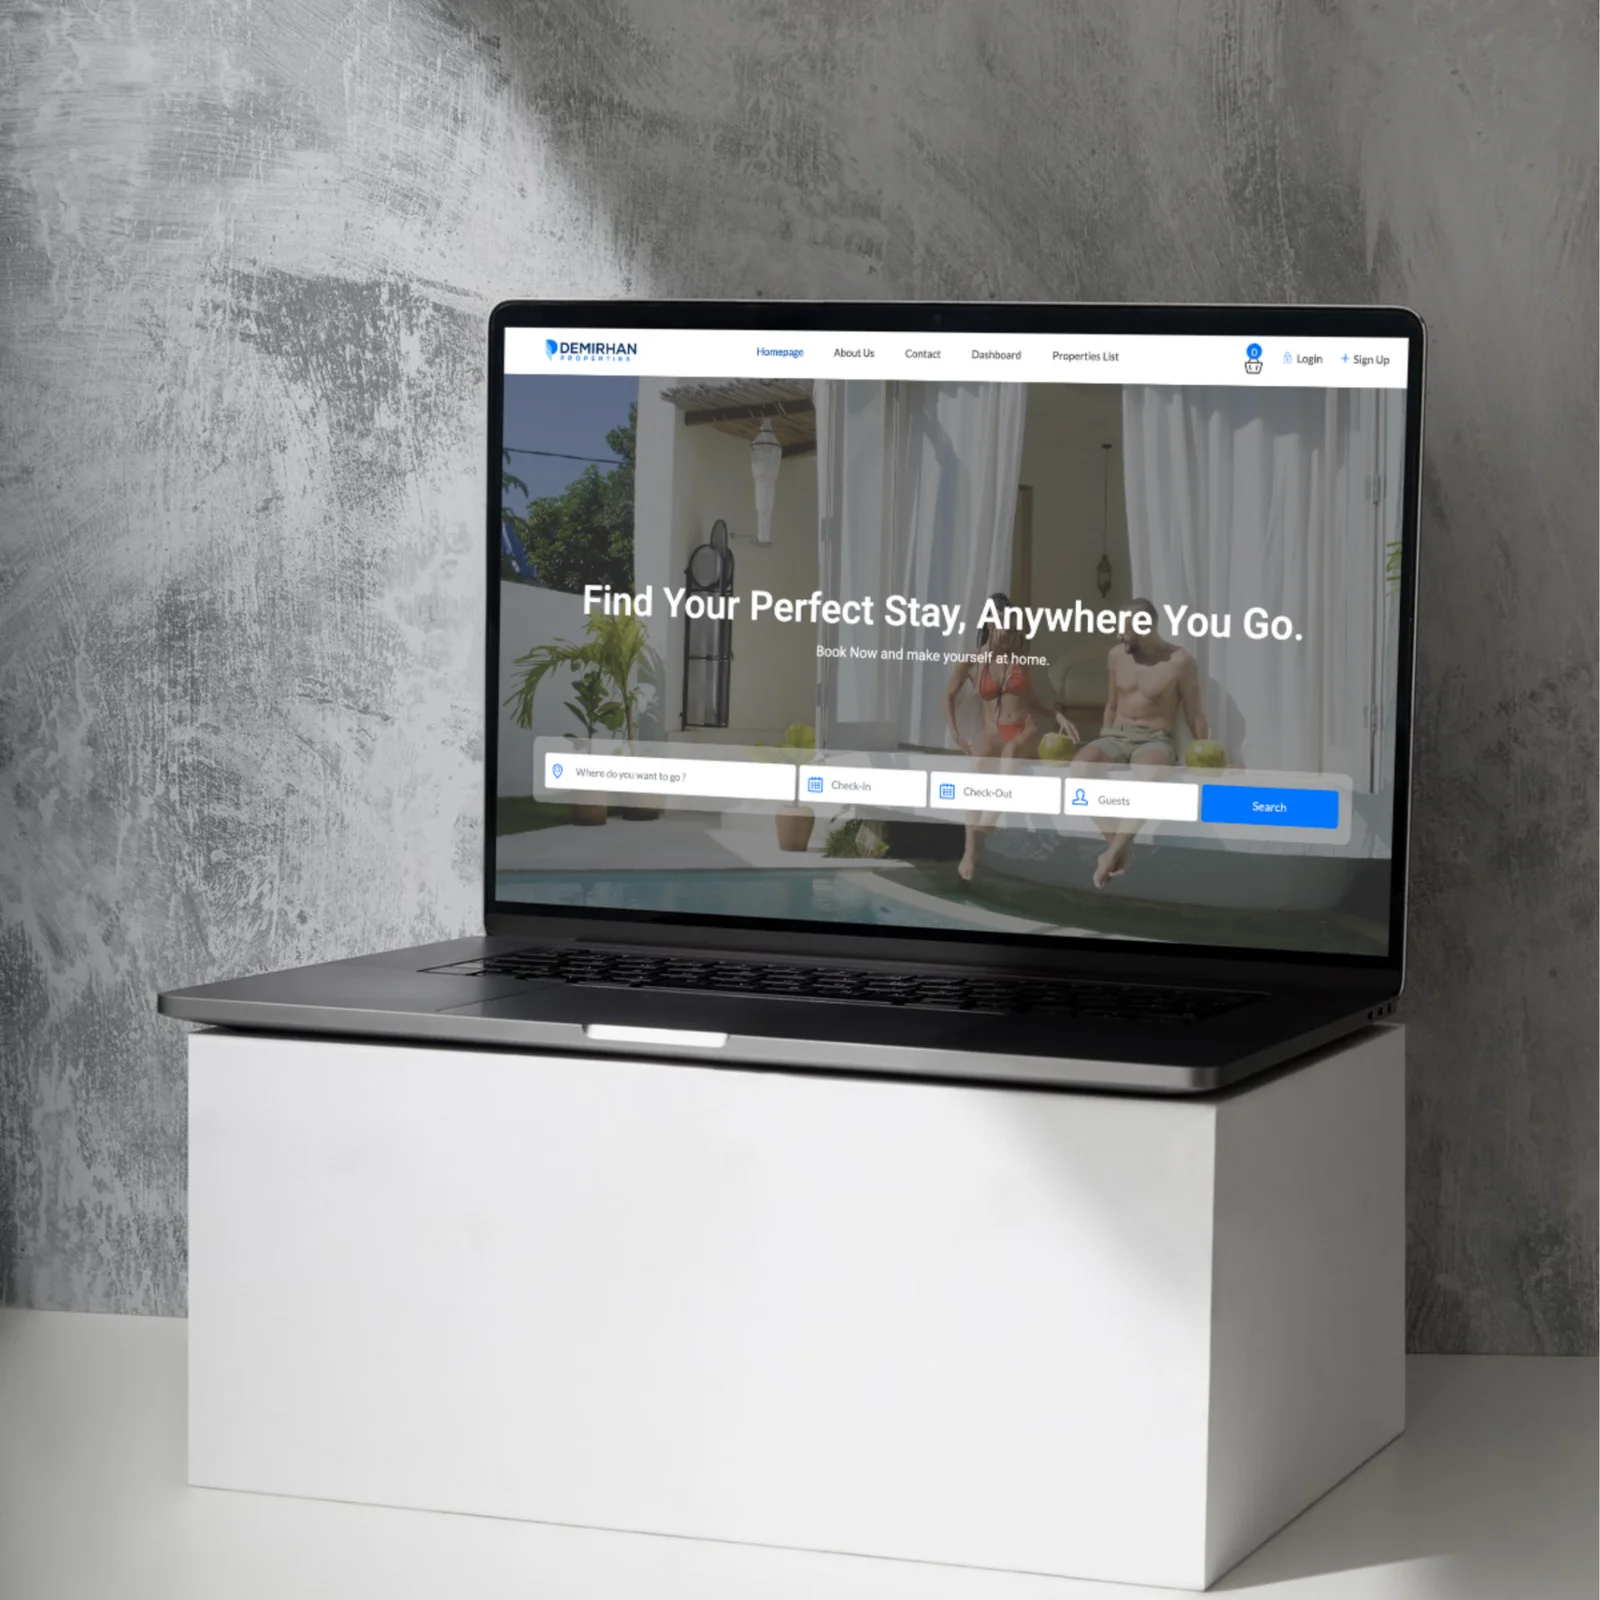 DEMIRHAN
PROPERTIES
Homepage
About Us
Contact
Dashboard
Properties List
0
Login
+ Sign Up
Find Your Perfect Stay, Anywhere You Go.
Book Now and make yourself at home.
Where do you want to go ?
Check-In
Check-Out
Guests
Search